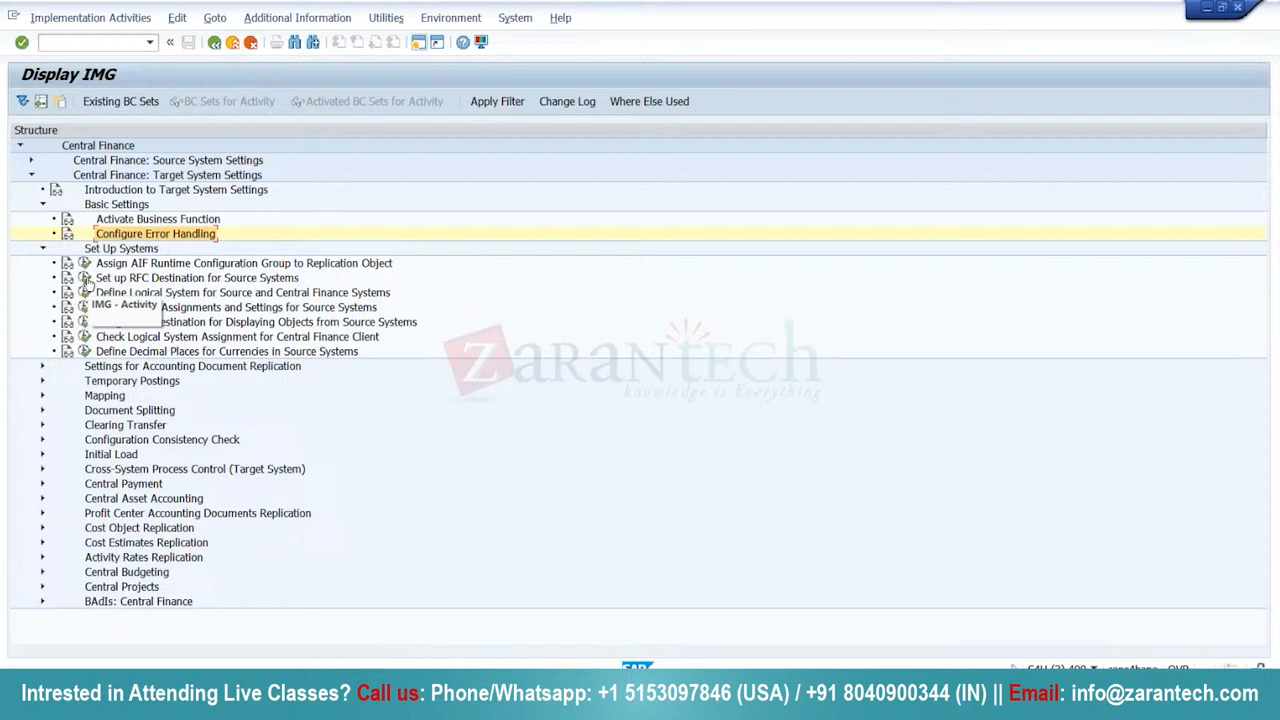 Implementation Activities Edit Goto Additional Information Utilities Environment System Help
Display IMG
Existing BC Sets BC Sets for Activity Activated BC Sets for Activity Apply Filter Change Log Where Else Used
Structure
Central Finance
Central Finance: Source System Settings
Central Finance: Target System Settings
Introduction to Target System Settings
Basic Settings
Activate Business Function
Configure Error Handling
Set Up Systems
Assign AIF Runtime Configuration Group to Replication Object
Set up RFC Destination for Source Systems
Define Logical System for Source and Central Finance Systems
IMG - Activity
Assignments and Settings for Source Systems
estination for Displaying Objects from Source Systems
Check Logical System Assignment for Central Finance Client
Define Decimal Places for Currencies in Source Systems
Settings for Accounting Document Replication
Temporary Postings
Mapping
Document Splitting
Clearing Transfer
Configuration Consistency Check
Initial Load
Cross-System Process Control (Target System)
Central Payment
Central Asset Accounting
Profit Center Accounting Documents Replication
Cost Object Replication
Cost Estimates Replication
Activity Rates Replication
Central Budgeting
Central Projects
BAdIs: Central Finance
ZaranTech
knowledge is Everything
SAP
Intrested in Attending Live Classes? Call us: Phone/Whatsapp: +1 5153097846 (USA) / +91 8040900344 (IN) || Email: info@zarantech.com